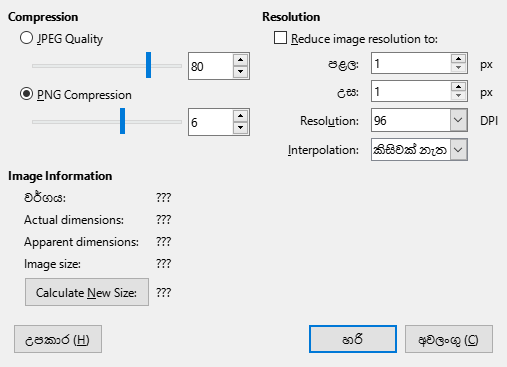 Compression
JPEG Quality
80
PNG Compression
6
Resolution
Reduce image resolution to:
පළල: 1 px
උස: 1 px
Resolution: 96 DPI
Interpolation: කිසිවක් නැත
Image Information
වර්ගය: ???
Actual dimensions: ???
Apparent dimensions: ???
Image size: ???
Calculate New Size: ???
උපකාර (H)
හරි
අවලංගු (C)